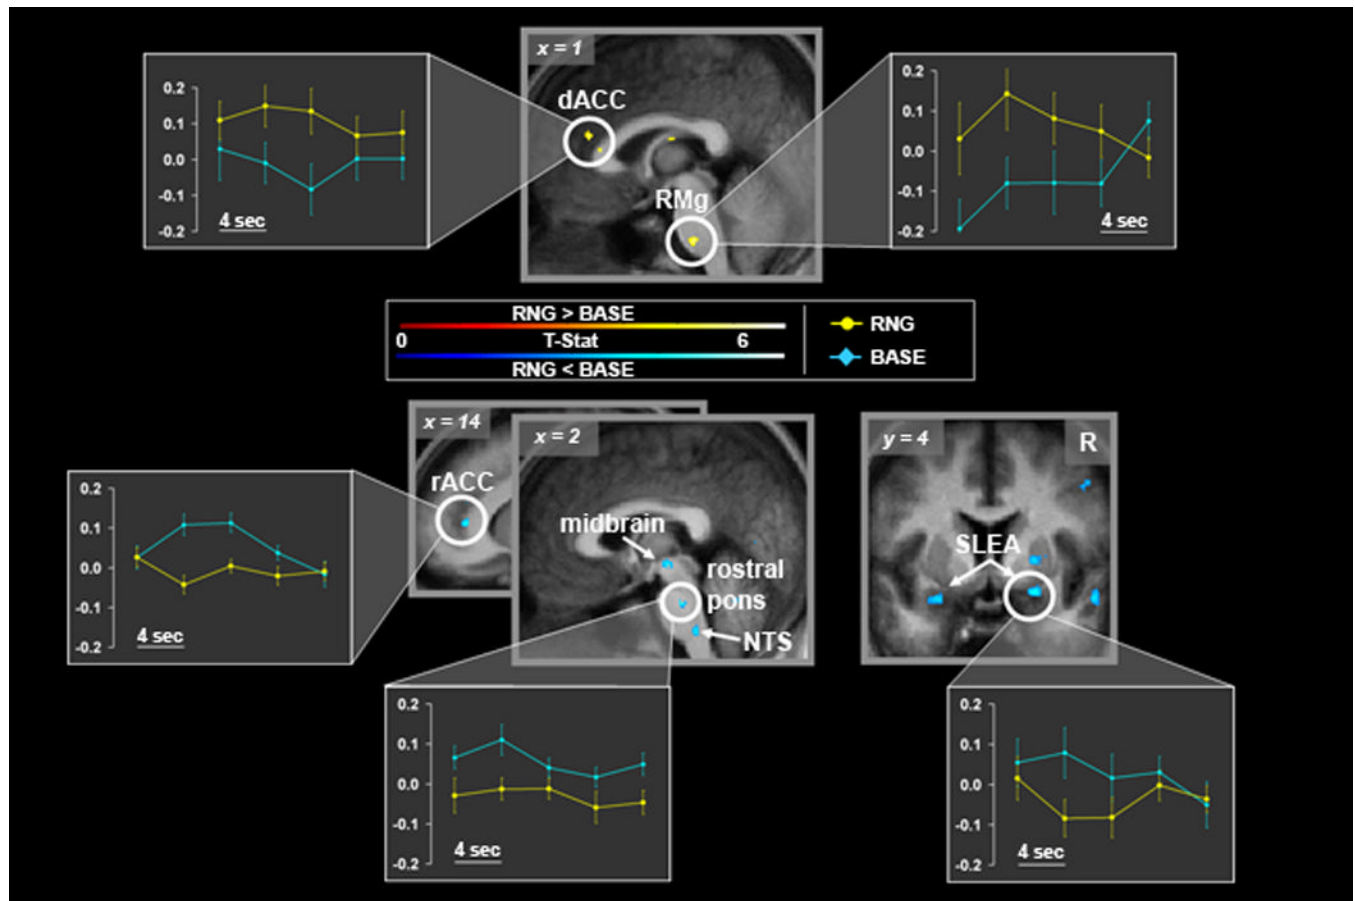 x = 1
dACC
RMg
0.2
0.1
0.0
-0.1
-0.2
4 sec
0.2
0.1
0.0
-0.1
-0.2
4 sec
RNG > BASE
0 T-Stat 6
RNG < BASE
RNG
BASE
x = 14
rACC
x = 2
midbrain
rostral
pons
NTS
y = 4
R
SLEA
0.2
0.1
0.0
-0.1
-0.2
4 sec
0.2
0.1
0.0
-0.1
-0.2
4 sec
0.2
0.1
0.0
-0.1
-0.2
4 sec